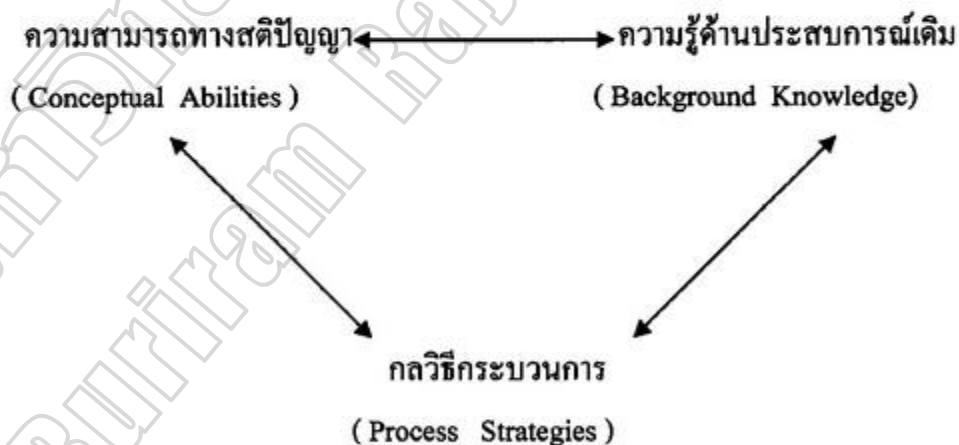 ความสามารถทางสติปัญญา ความรู้ด้านประสบการณ์เดิม
( Conceptual Abilities ) ( Background Knowledge)
กลวิธีกระบวนการ
( Process Strategies )
Buriram Raj